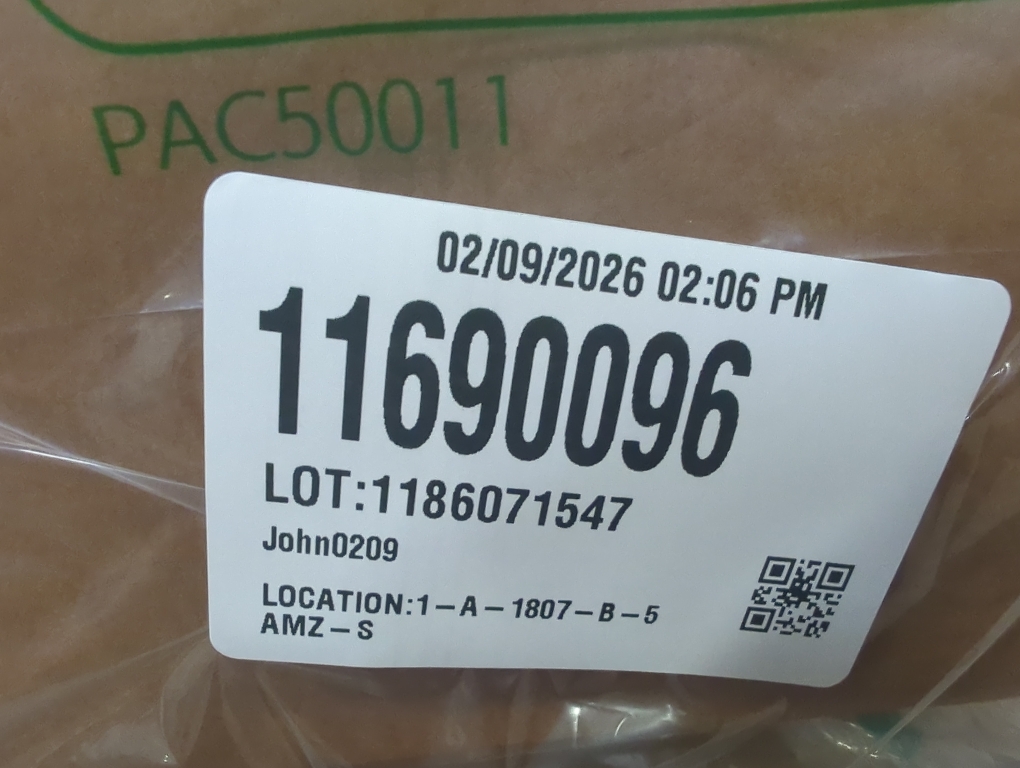 PAC50011
02/09/2026 02:06 PM
11690096
LOT:1186071547
John0209
LOCATION:1-A-1807-B-5
AMZ-S